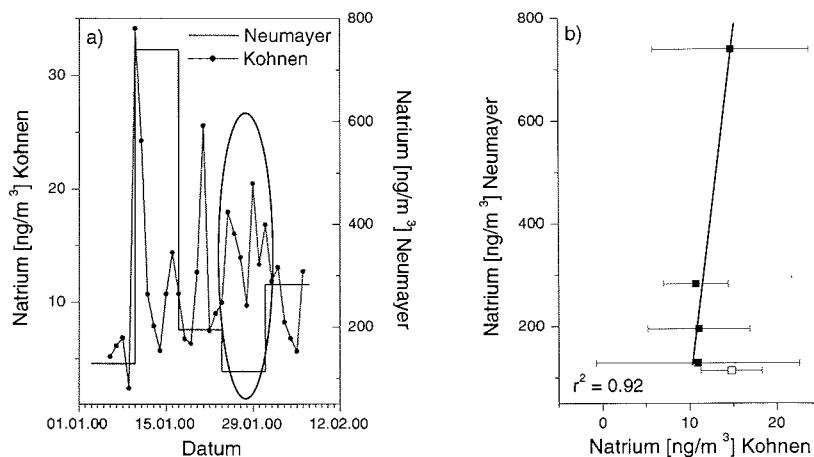 a)
Neumayer
Kohnen
Natrium [ng/m³] Kohnen
30
20
10
800
600
400
200
Natrium [ng/m³] Neumayer
01.01.00 15.01.00 29.01.00 12.02.00
Datum
b)
Natrium [ng/m³] Neumayer
800
600
400
200
r² = 0.92
0 10 20
Natrium [ng/m³] Kohnen